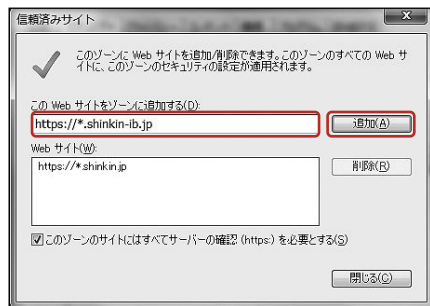 信頼済みサイト
このゾーンに Web サイトを追加/削除できます。このゾーンのすべての Web サ
イトに、このゾーンのセキュリティの設定が適用されます。
この Web サイトをゾーンに追加する(D):
https://*.shinkin-ib.jp
追加(A)
Web サイト(W):
https://*.shinkin.jp
削除(R)
このゾーンのサイトにはすべてサーバーの確認 (https:) を必要とする(S)
閉じる(C)